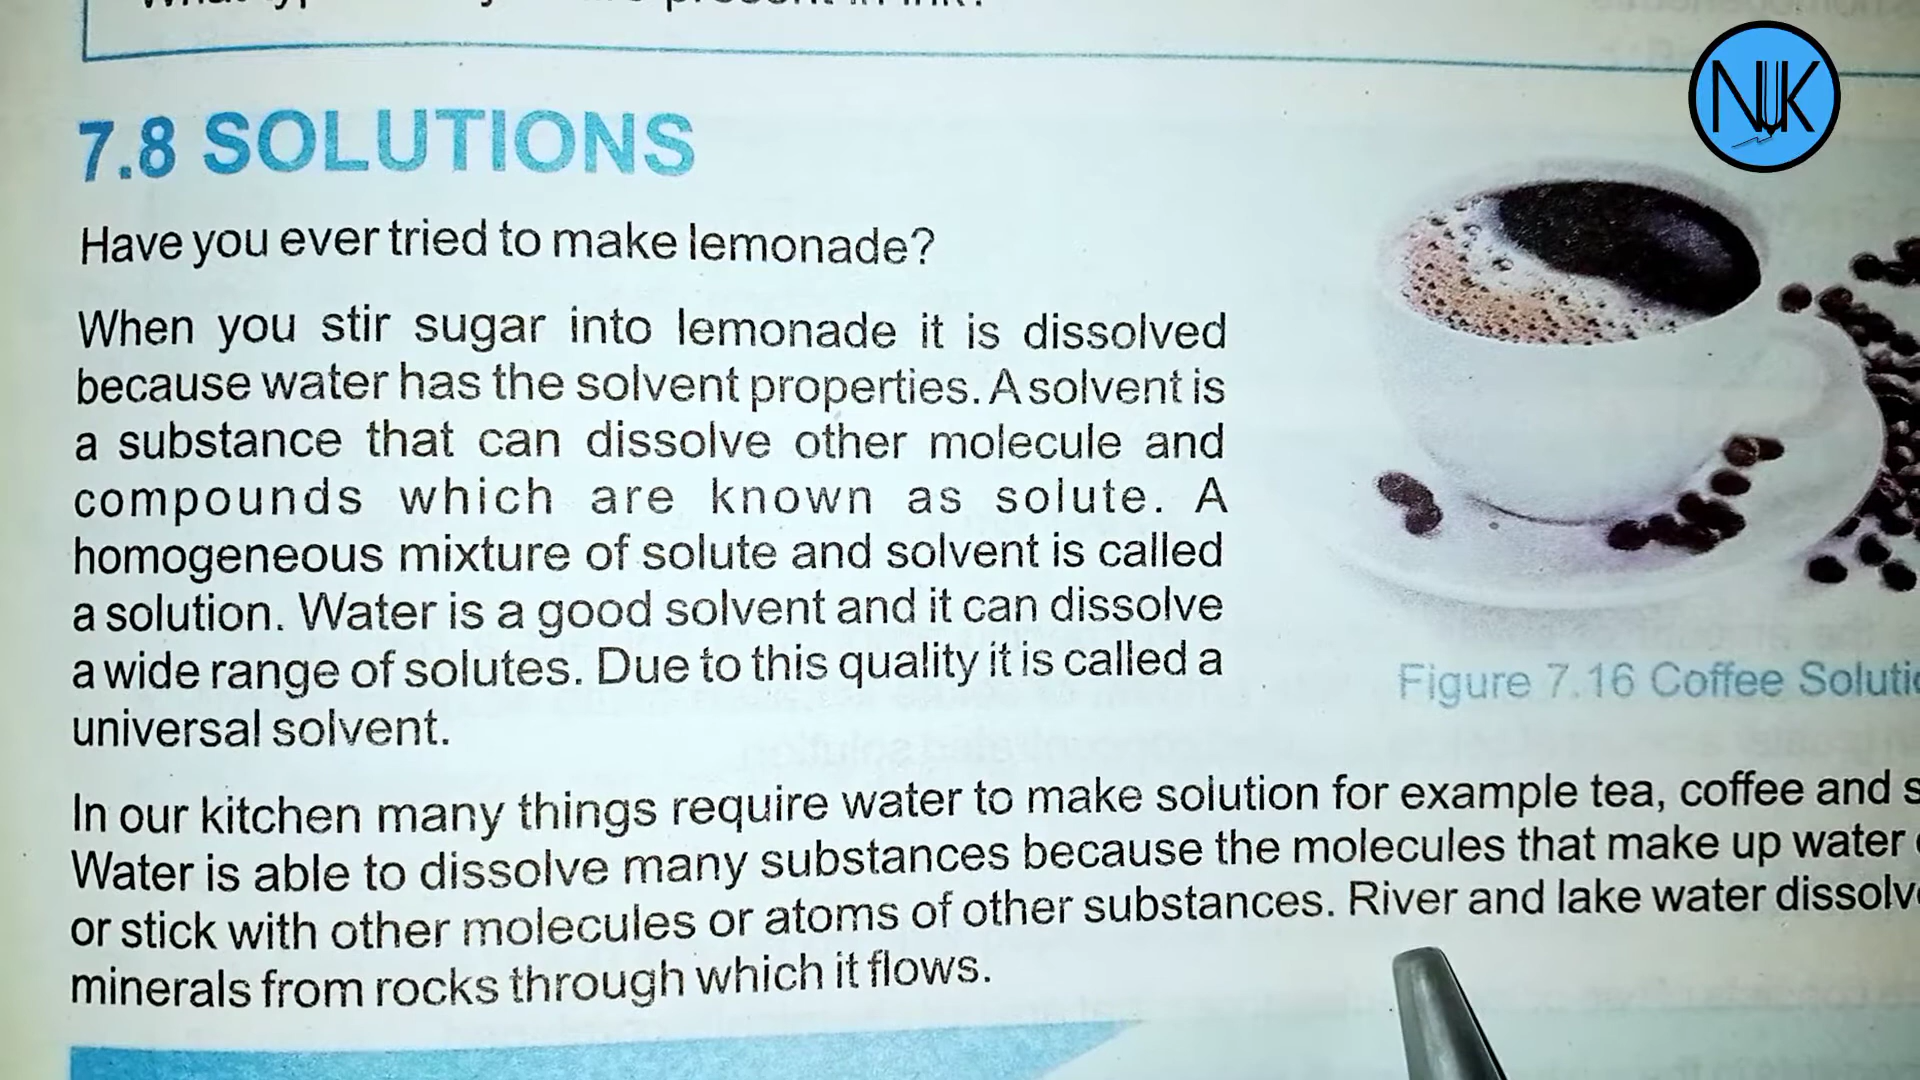 present in ink?
NUK
7.8 SOLUTIONS
Have you ever tried to make lemonade?
When you stir sugar into lemonade it is dissolved
because water has the solvent properties. A solvent is
a substance that can dissolve other molecule and
compounds which are known as solute. A
homogeneous mixture of solute and solvent is called
a solution. Water is a good solvent and it can dissolve
a wide range of solutes. Due to this quality it is called a
universal solvent.
Figure 7.16 Coffee
In our kitchen many things require water to make solution for example tea, coffee and
Water is able to dissolve many substances because the molecules that make up water
or stick with other molecules or atoms of other substances. River and lake water
minerals from rocks through which it flows.